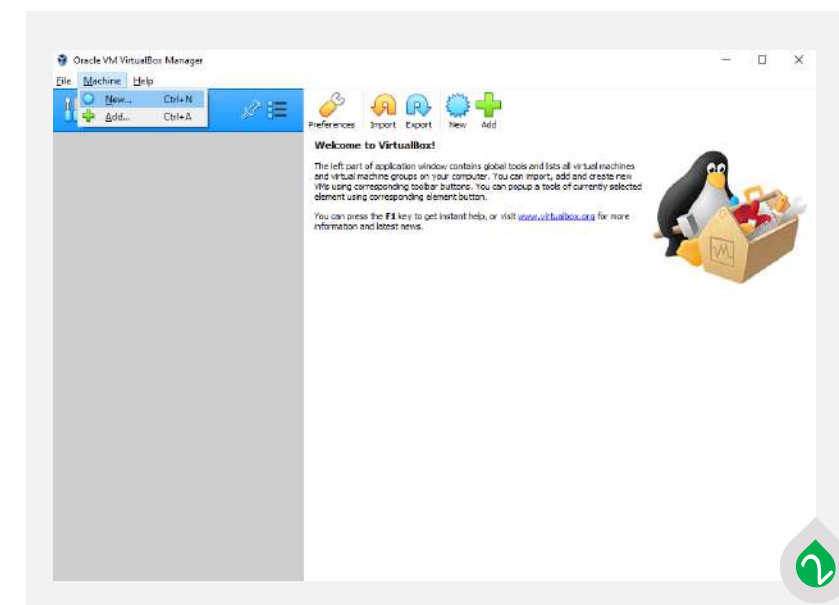 Oracle VM VirtualBox Manager
File Machine Help
New... Ctrl+N
Add... Ctrl+A
Preferences Import Export New Add
Welcome to VirtualBox!
The left part of application window contains global tools and lists all virtual machines
and virtual machine groups on your computer. You can import, add and create new
VMs using corresponding toolbar buttons. You can popup a tools of currently selected
element using corresponding element button.
You can press the F1 key to get instant help, or visit www.virtualbox.org for more
information and latest news.